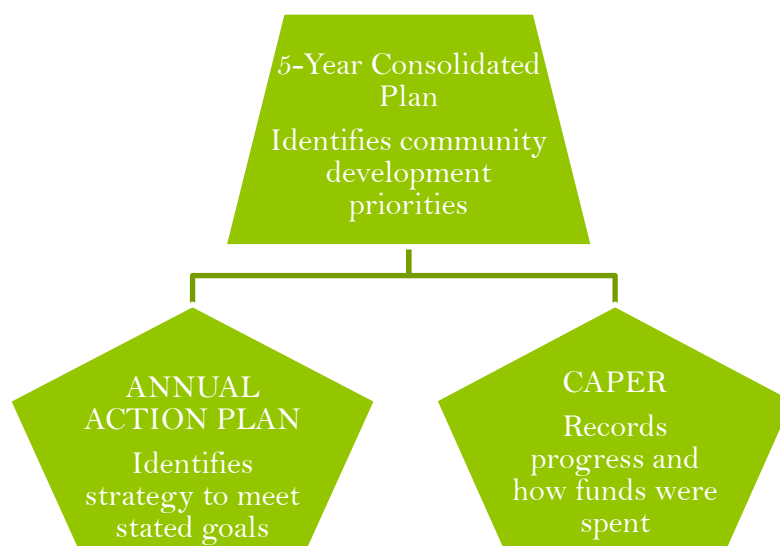 5-Year Consolidated
Plan
Identifies community
development
priorities
ANNUAL
ACTION PLAN
Identifies
strategy to meet
stated goals
CAPER
Records
progress and
how funds were
spent